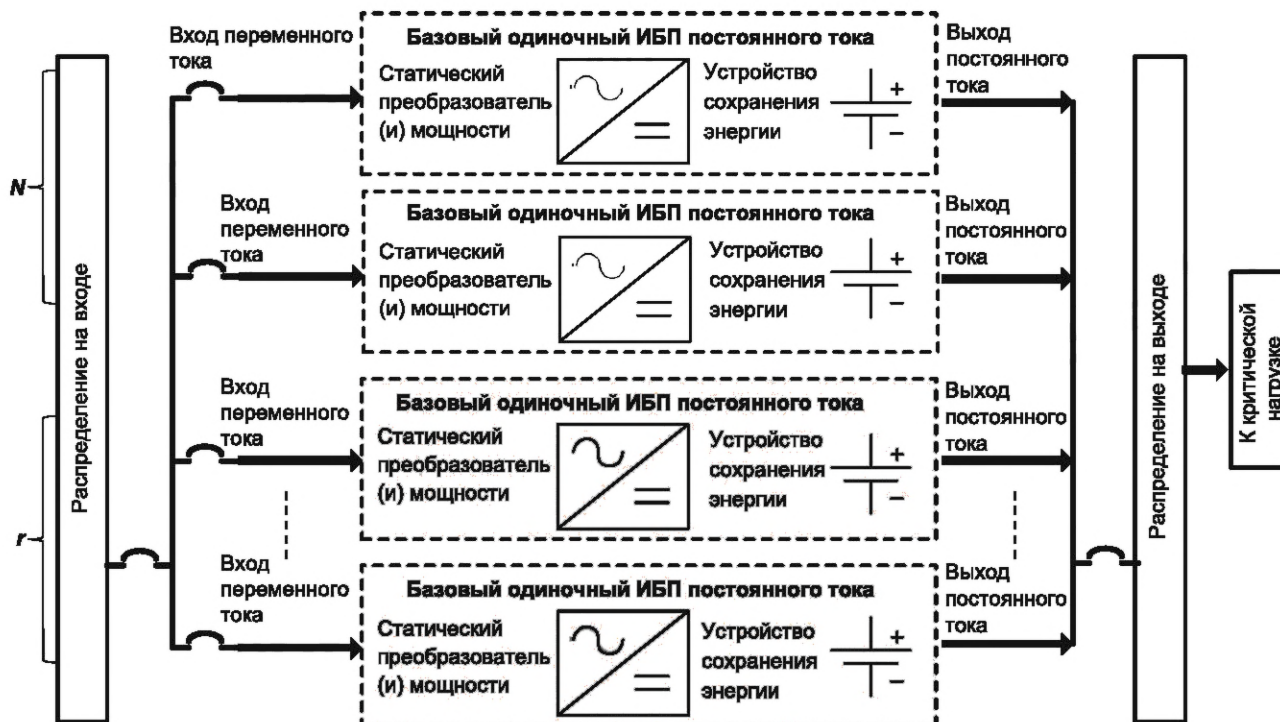 Распределение на входе
N
r
Вход переменного
тока
Базовый одиночный ИБП постоянного тока
Статический
преобразователь
(и) мощности
Устройство
сохранения
энергии
+
−
Выход
постоянного
тока
Вход
переменного
тока
Базовый одиночный ИБП постоянного тока
Статический
преобразователь
(и) мощности
Устройство
сохранения
энергии
+
−
Выход
постоянного
тока
Вход
переменного
тока
Базовый одиночный ИБП постоянного тока
Статический
преобразователь
(и) мощности
Устройство
сохранения
энергии
+
−
Выход
постоянного
тока
Вход
переменного
тока
Базовый одиночный ИБП постоянного тока
Статический
преобразователь
(и) мощности
Устройство
сохранения
энергии
+
−
Выход
постоянного
тока
Распределение на выходе
К критической
нагрузке